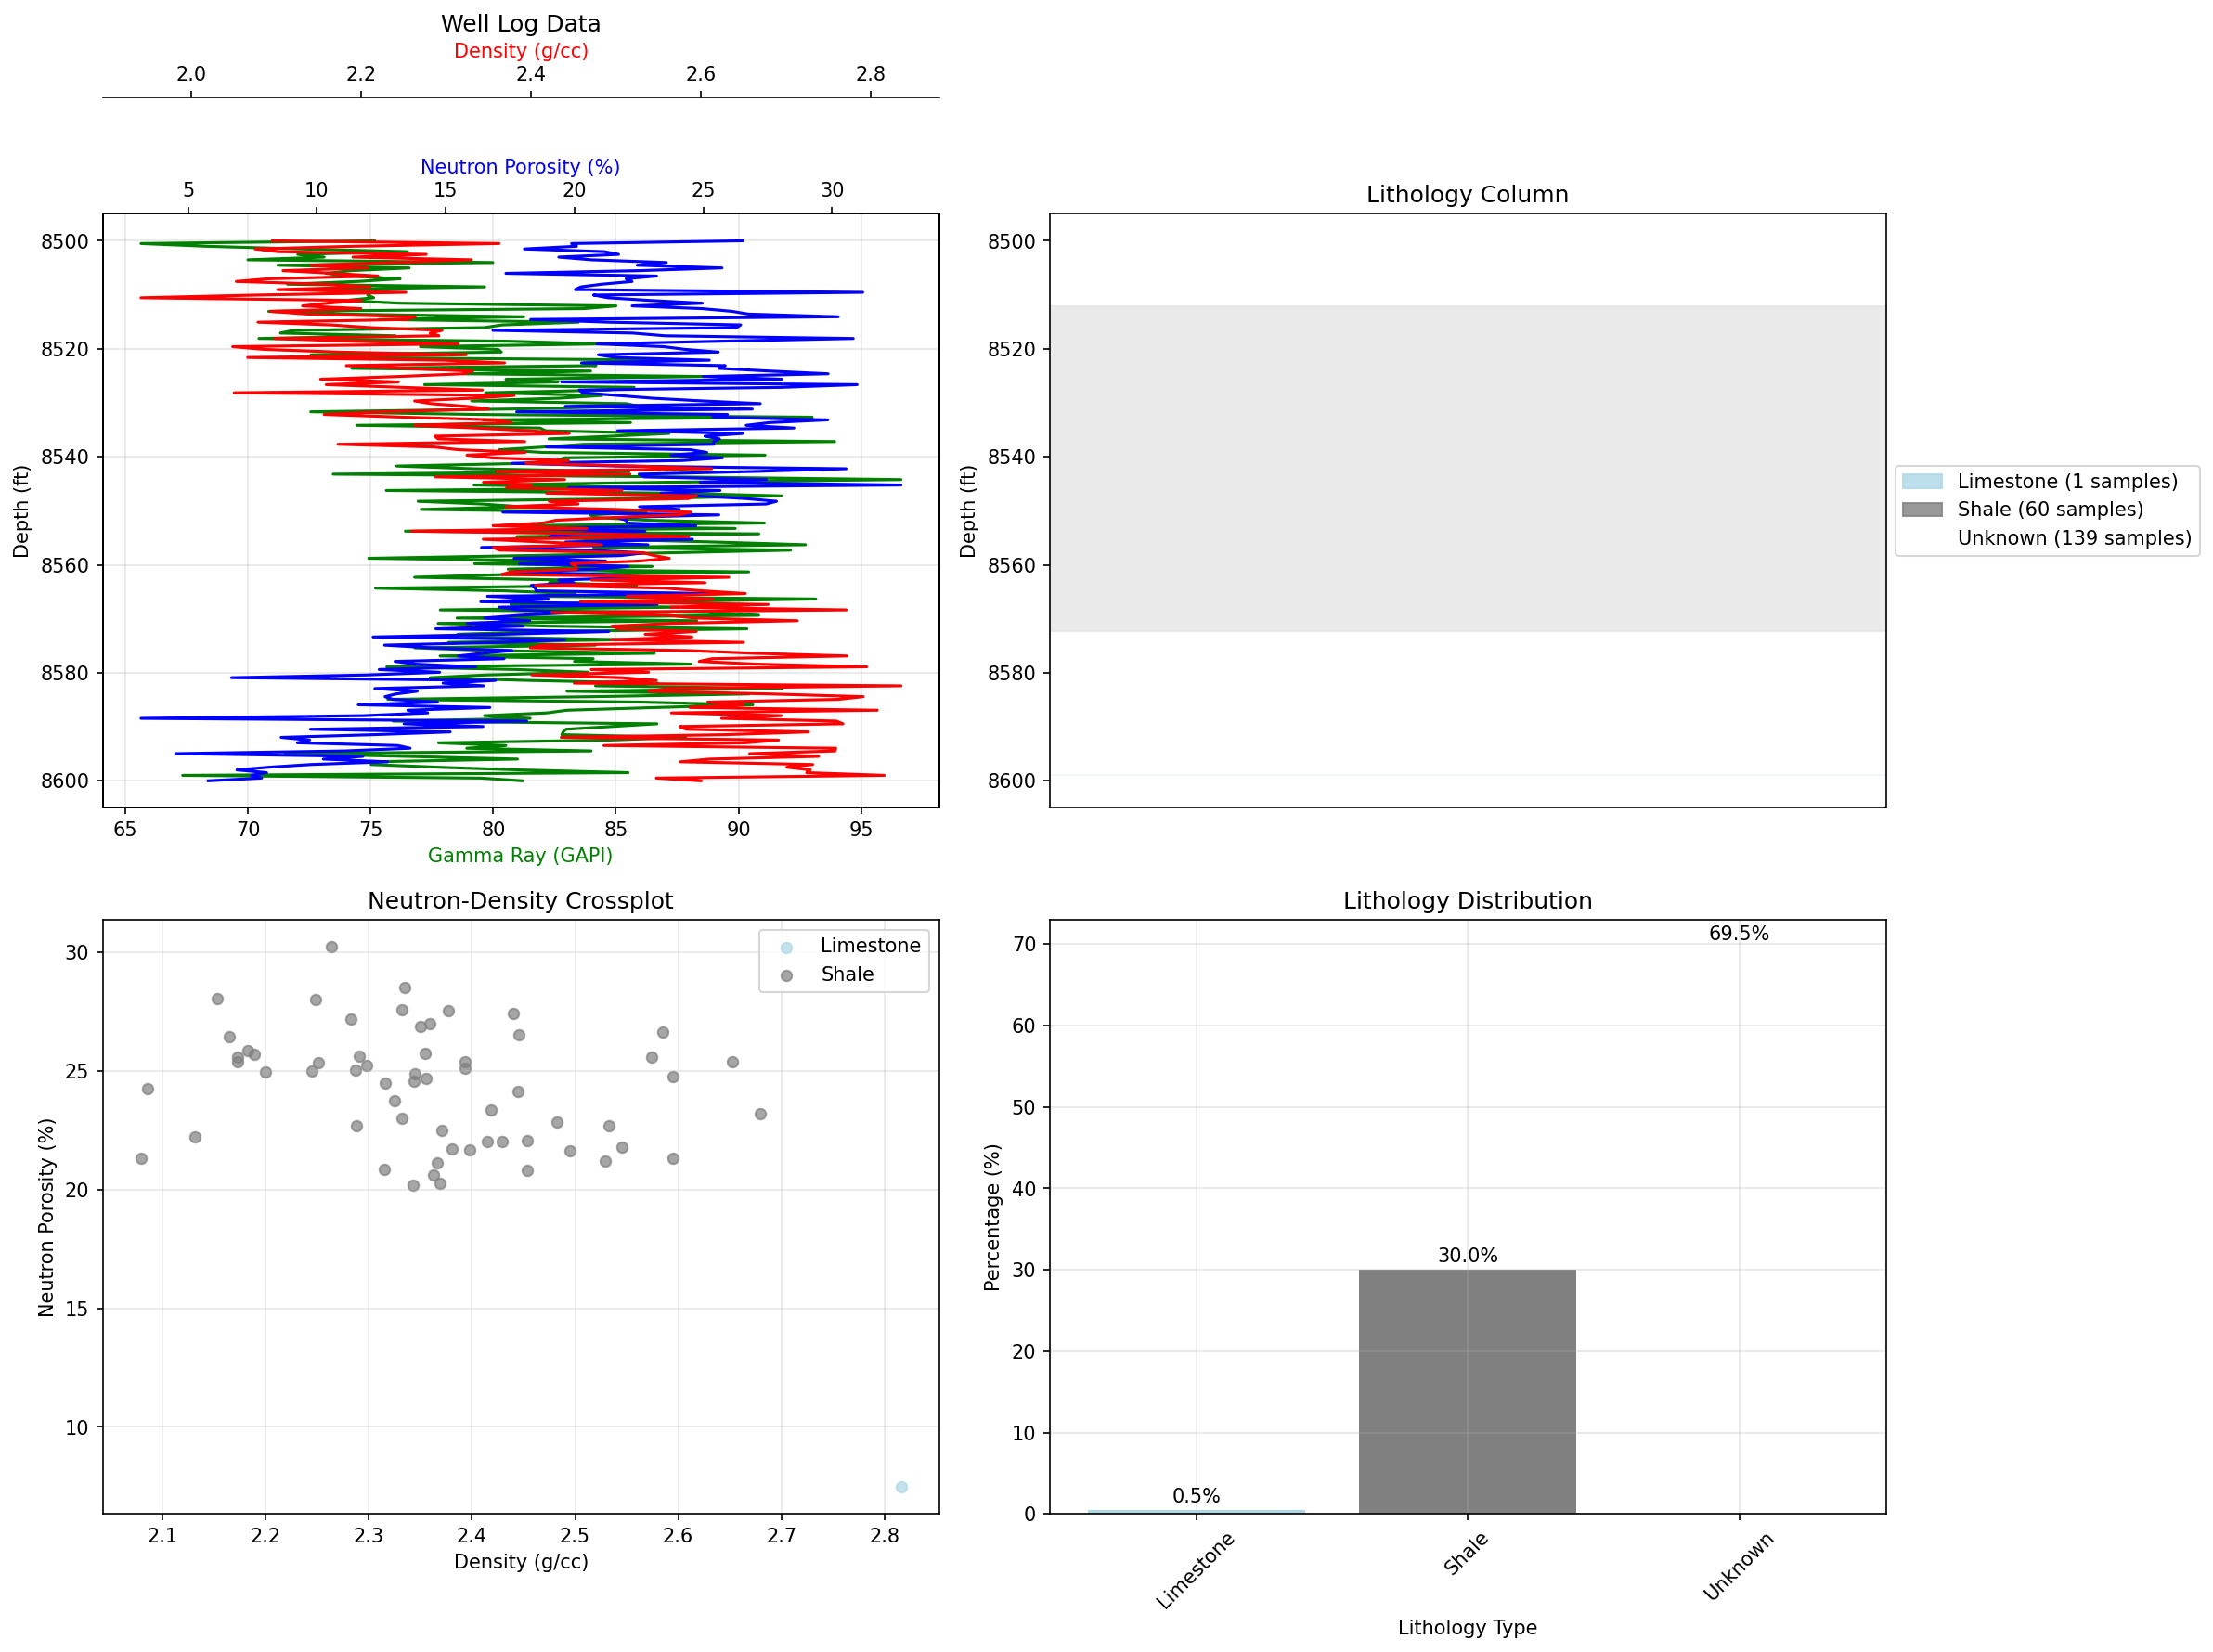 Well Log Data
Density (g/cc)
2.0 2.2 2.4 2.6 2.8
Neutron Porosity (%)
5 10 15 20 25 30
Depth (ft)
8500
8520
8540
8560
8580
8600
65 70 75 80 85 90 95
Gamma Ray (GAPI)
Lithology Column
Depth (ft)
8500
8520
8540
8560
8580
8600
Limestone (1 samples)
Shale (60 samples)
Unknown (139 samples)
Neutron-Density Crossplot
Neutron Porosity (%)
30
25
20
15
10
Limestone
Shale
2.1 2.2 2.3 2.4 2.5 2.6 2.7 2.8
Density (g/cc)
Lithology Distribution
Percentage (%)
70
60
50
40
30
20
10
0
0.5%
30.0%
69.5%
Limestone
Shale
Unknown
Lithology Type